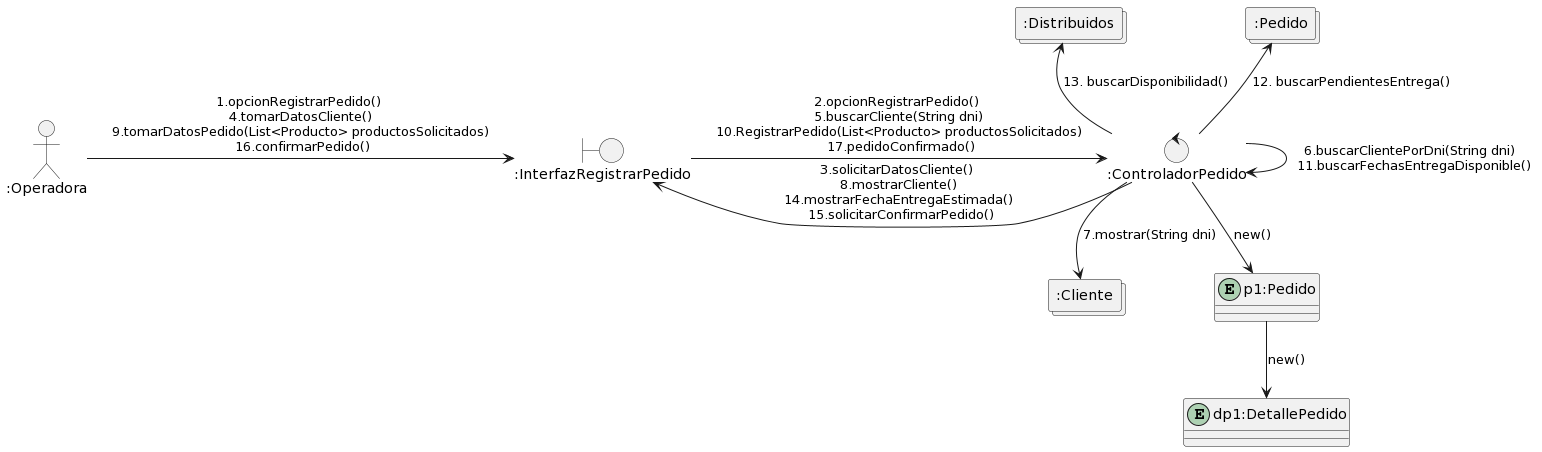 :Distribuidos
:Pedido
13. buscarDisponibilidad()
12. buscarPendientesEntrega()
1.opcionRegistrarPedido()
4.tomarDatosCliente()
9.tomarDatosPedido(List<Producto> productosSolicitados)
16.confirmarPedido()
2.opcionRegistrarPedido()
5.buscarCliente(String dni)
10.RegistrarPedido(List<Producto> productosSolicitados)
17.pedidoConfirmado()
6.buscarClientePorDni(String dni)
11.buscarFechasEntregaDisponible()
:Operadora
:InterfazRegistrarPedido
:ControladorPedido
3.solicitarDatosCliente()
8.mostrarCliente()
14.mostrarFechaEntregaEstimada()
15.solicitarConfirmarPedido()
7.mostrar(String dni)
new()
:Cliente
E p1:Pedido
new()
E dp1:DetallePedido